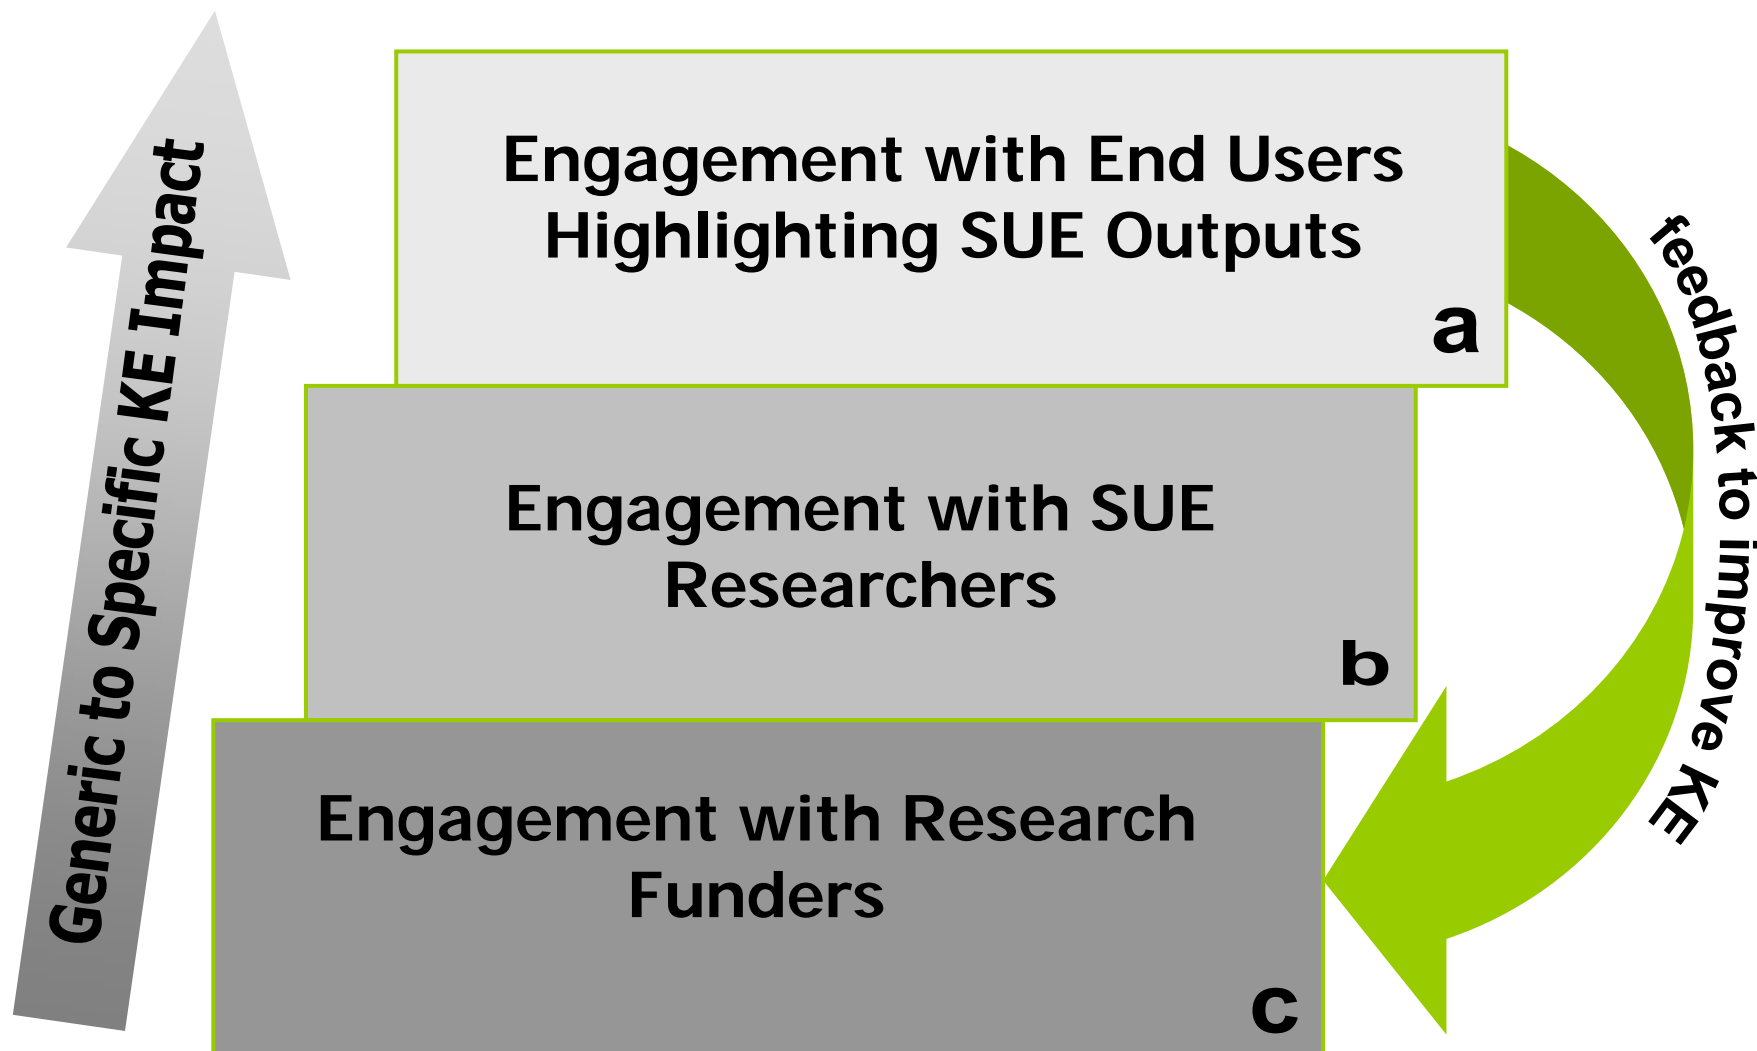 Generic to Specific KE Impact
Engagement with End Users
Highlighting SUE Outputs
a
Engagement with SUE
Researchers
b
Engagement with Research
Funders
c
feedback to improve KE